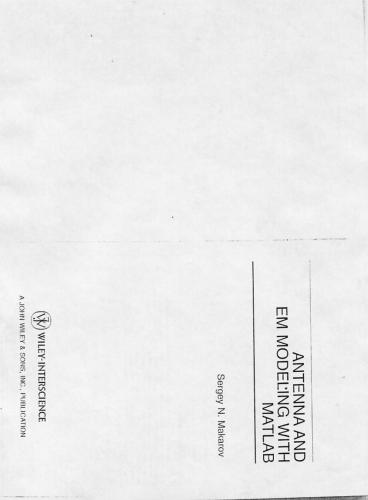 ANTENNA AND
EM MODELING WITH
MATLAB
Sergey N. Makarov
WILEY-INTERSCIENCE
A JOHN WILEY & SONS, INC., PUBLICATION